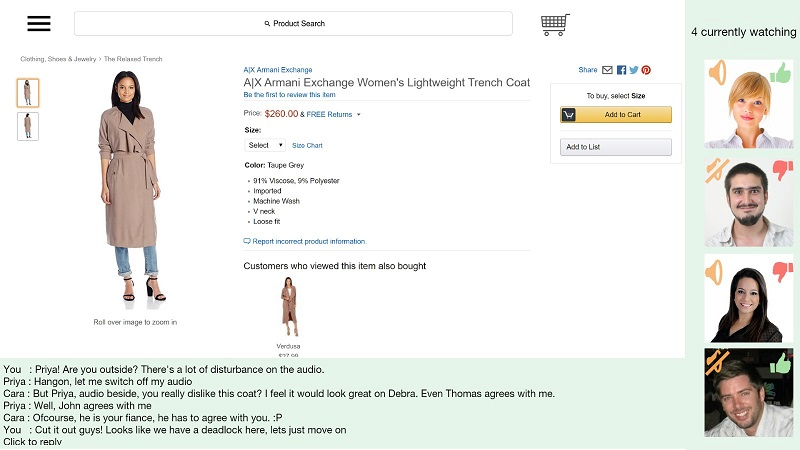 Product Search
4 currently watching
Clothing, Shoes & Jewelry › The Relaxed Trench
A|X Armani Exchange
A|X Armani Exchange Women's Lightweight Trench Coat
Be the first to review this item
Price: $260.00 & FREE Returns
Size:
Select
Size Chart
Color: Taupe Grey
• 91% Viscose, 9% Polyester
• Imported
• Machine Wash
• V neck
• Loose fit
Report incorrect product information.
Roll over image to zoom in
Customers who viewed this item also bought
Verdusa
$27.99
Share
To buy, select Size
Add to Cart
Add to List
You : Priya! Are you outside? There's a lot of disturbance on the audio.
Priya : Hangon, let me switch off my audio
Cara : But Priya, audio beside, you really dislike this coat? I feel it would look great on Debra. Even Thomas agrees with me.
Priya : Well, John agrees with me
Cara : Ofcourse, he is your fiance, he has to agree with you. :P
You : Cut it out guys! Looks like we have a deadlock here, lets just move on
Click to reply